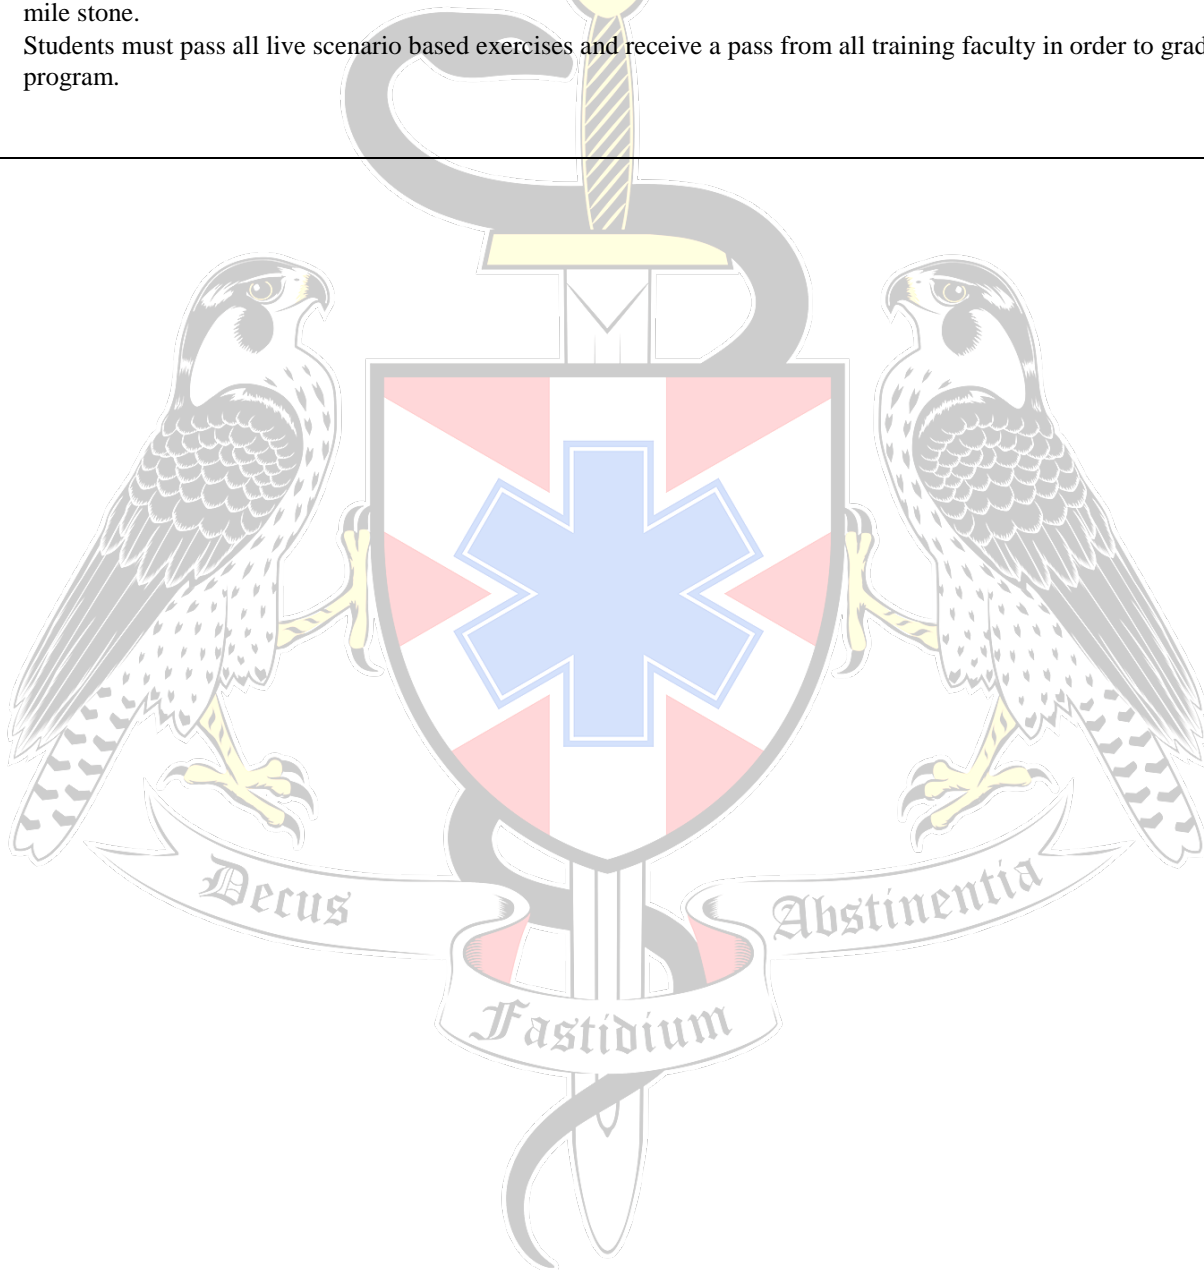 mile stone.
Students must pass all live scenario based exercises and receive a pass from all training faculty in order to grad
program.
Decus
Abstinentia
Fastidium